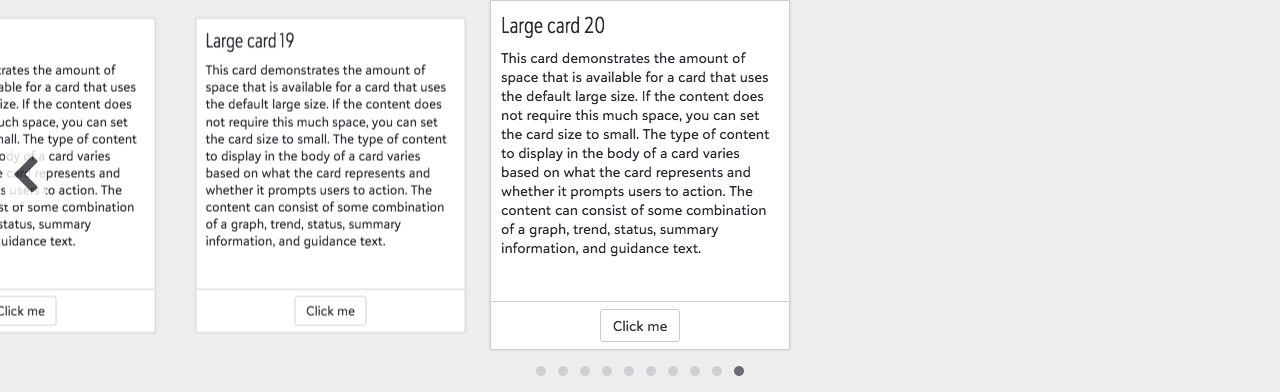 rates the amount of
able for a card that uses
ize. If the content does
uch space, you can set
nall. The type of content
ody of a card varies
e card represents and
s users to action. The
st of some combination
status, summary
uidance text.
Click me
Large card 19
This card demonstrates the amount of
space that is available for a card that uses
the default large size. If the content does
not require this much space, you can set
the card size to small. The type of content
to display in the body of a card varies
based on what the card represents and
whether it prompts users to action. The
content can consist of some combination
of a graph, trend, status, summary
information, and guidance text.
Click me
Large card 20
This card demonstrates the amount of
space that is available for a card that uses
the default large size. If the content does
not require this much space, you can set
the card size to small. The type of content
to display in the body of a card varies
based on what the card represents and
whether it prompts users to action. The
content can consist of some combination
of a graph, trend, status, summary
information, and guidance text.
Click me